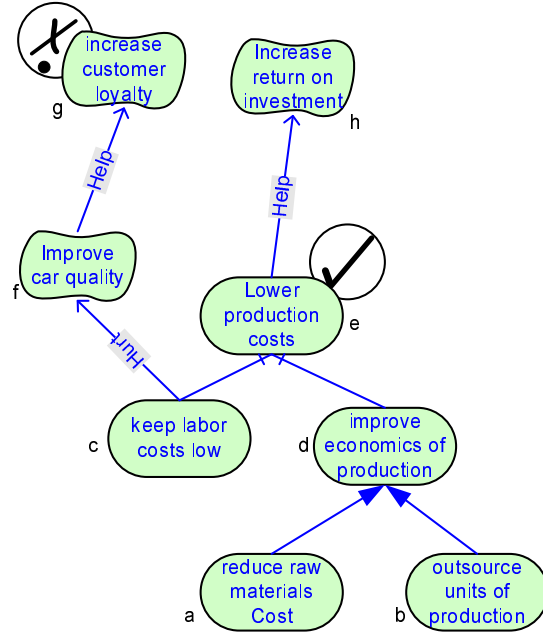 increase
customer
loyalty
g
Increase
return on
investment
h
Help
Help
Improve
car quality
f
Lower
production
costs
e
Hurt
keep labor
costs low
c
improve
economics of
production
d
reduce raw
materials
Cost
a
outsource
units of
production
b